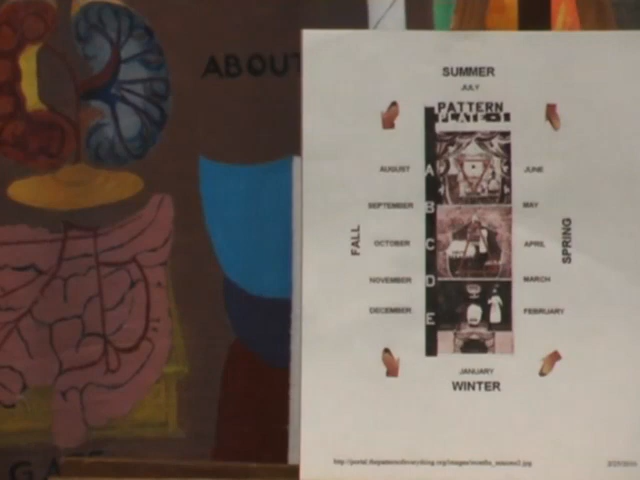 ABOUT
SUMMER
JULY
PATTERN
PLATE-1
AUGUST
A
JUNE
SEPTEMBER
B
MAY
FALL
OCTOBER
C
APRIL
SPRING
NOVEMBER
D
MARCH
DECEMBER
E
FEBRUARY
JANUARY
WINTER